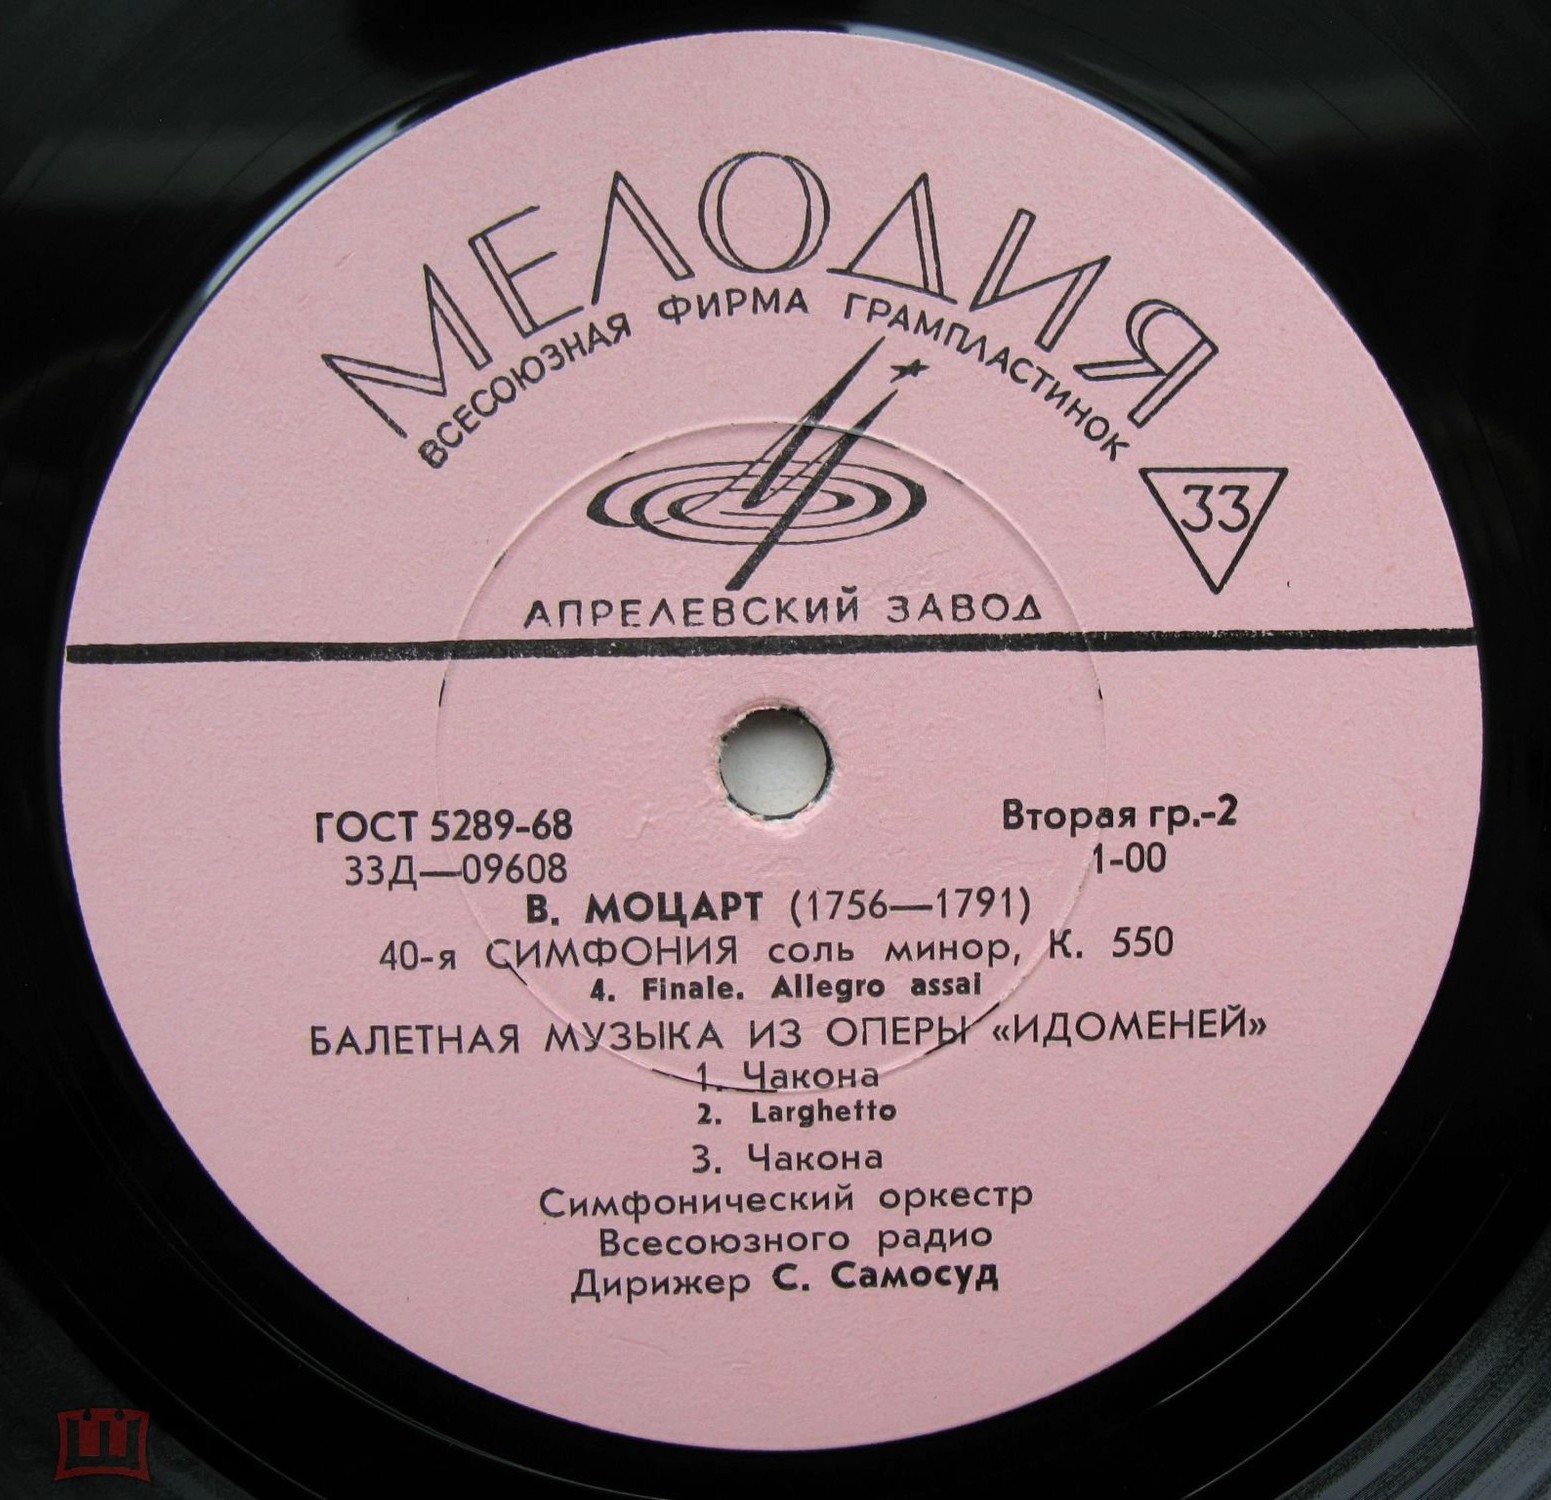 МЕЛОДИЯ
ВСЕСОЮЗНАЯ ФИРМА ГРАМПЛАСТИНОК
33
АПРЕЛЕВСКИЙ ЗАВОД
ГОСТ 5289-68
Вторая гр.-2
33Д—09608
1-00
В. МОЦАРТ (1756—1791)
40-я СИМФОНИЯ соль минор, К. 550
4. Finale. Allegro assai
БАЛЕТНАЯ МУЗЫКА ИЗ ОПЕРЫ «ИДОМЕНЕЙ»
1. Чакона
2. Larghetto
3. Чакона
Симфонический оркестр
Всесоюзного радио
Дирижер С. Самосуд